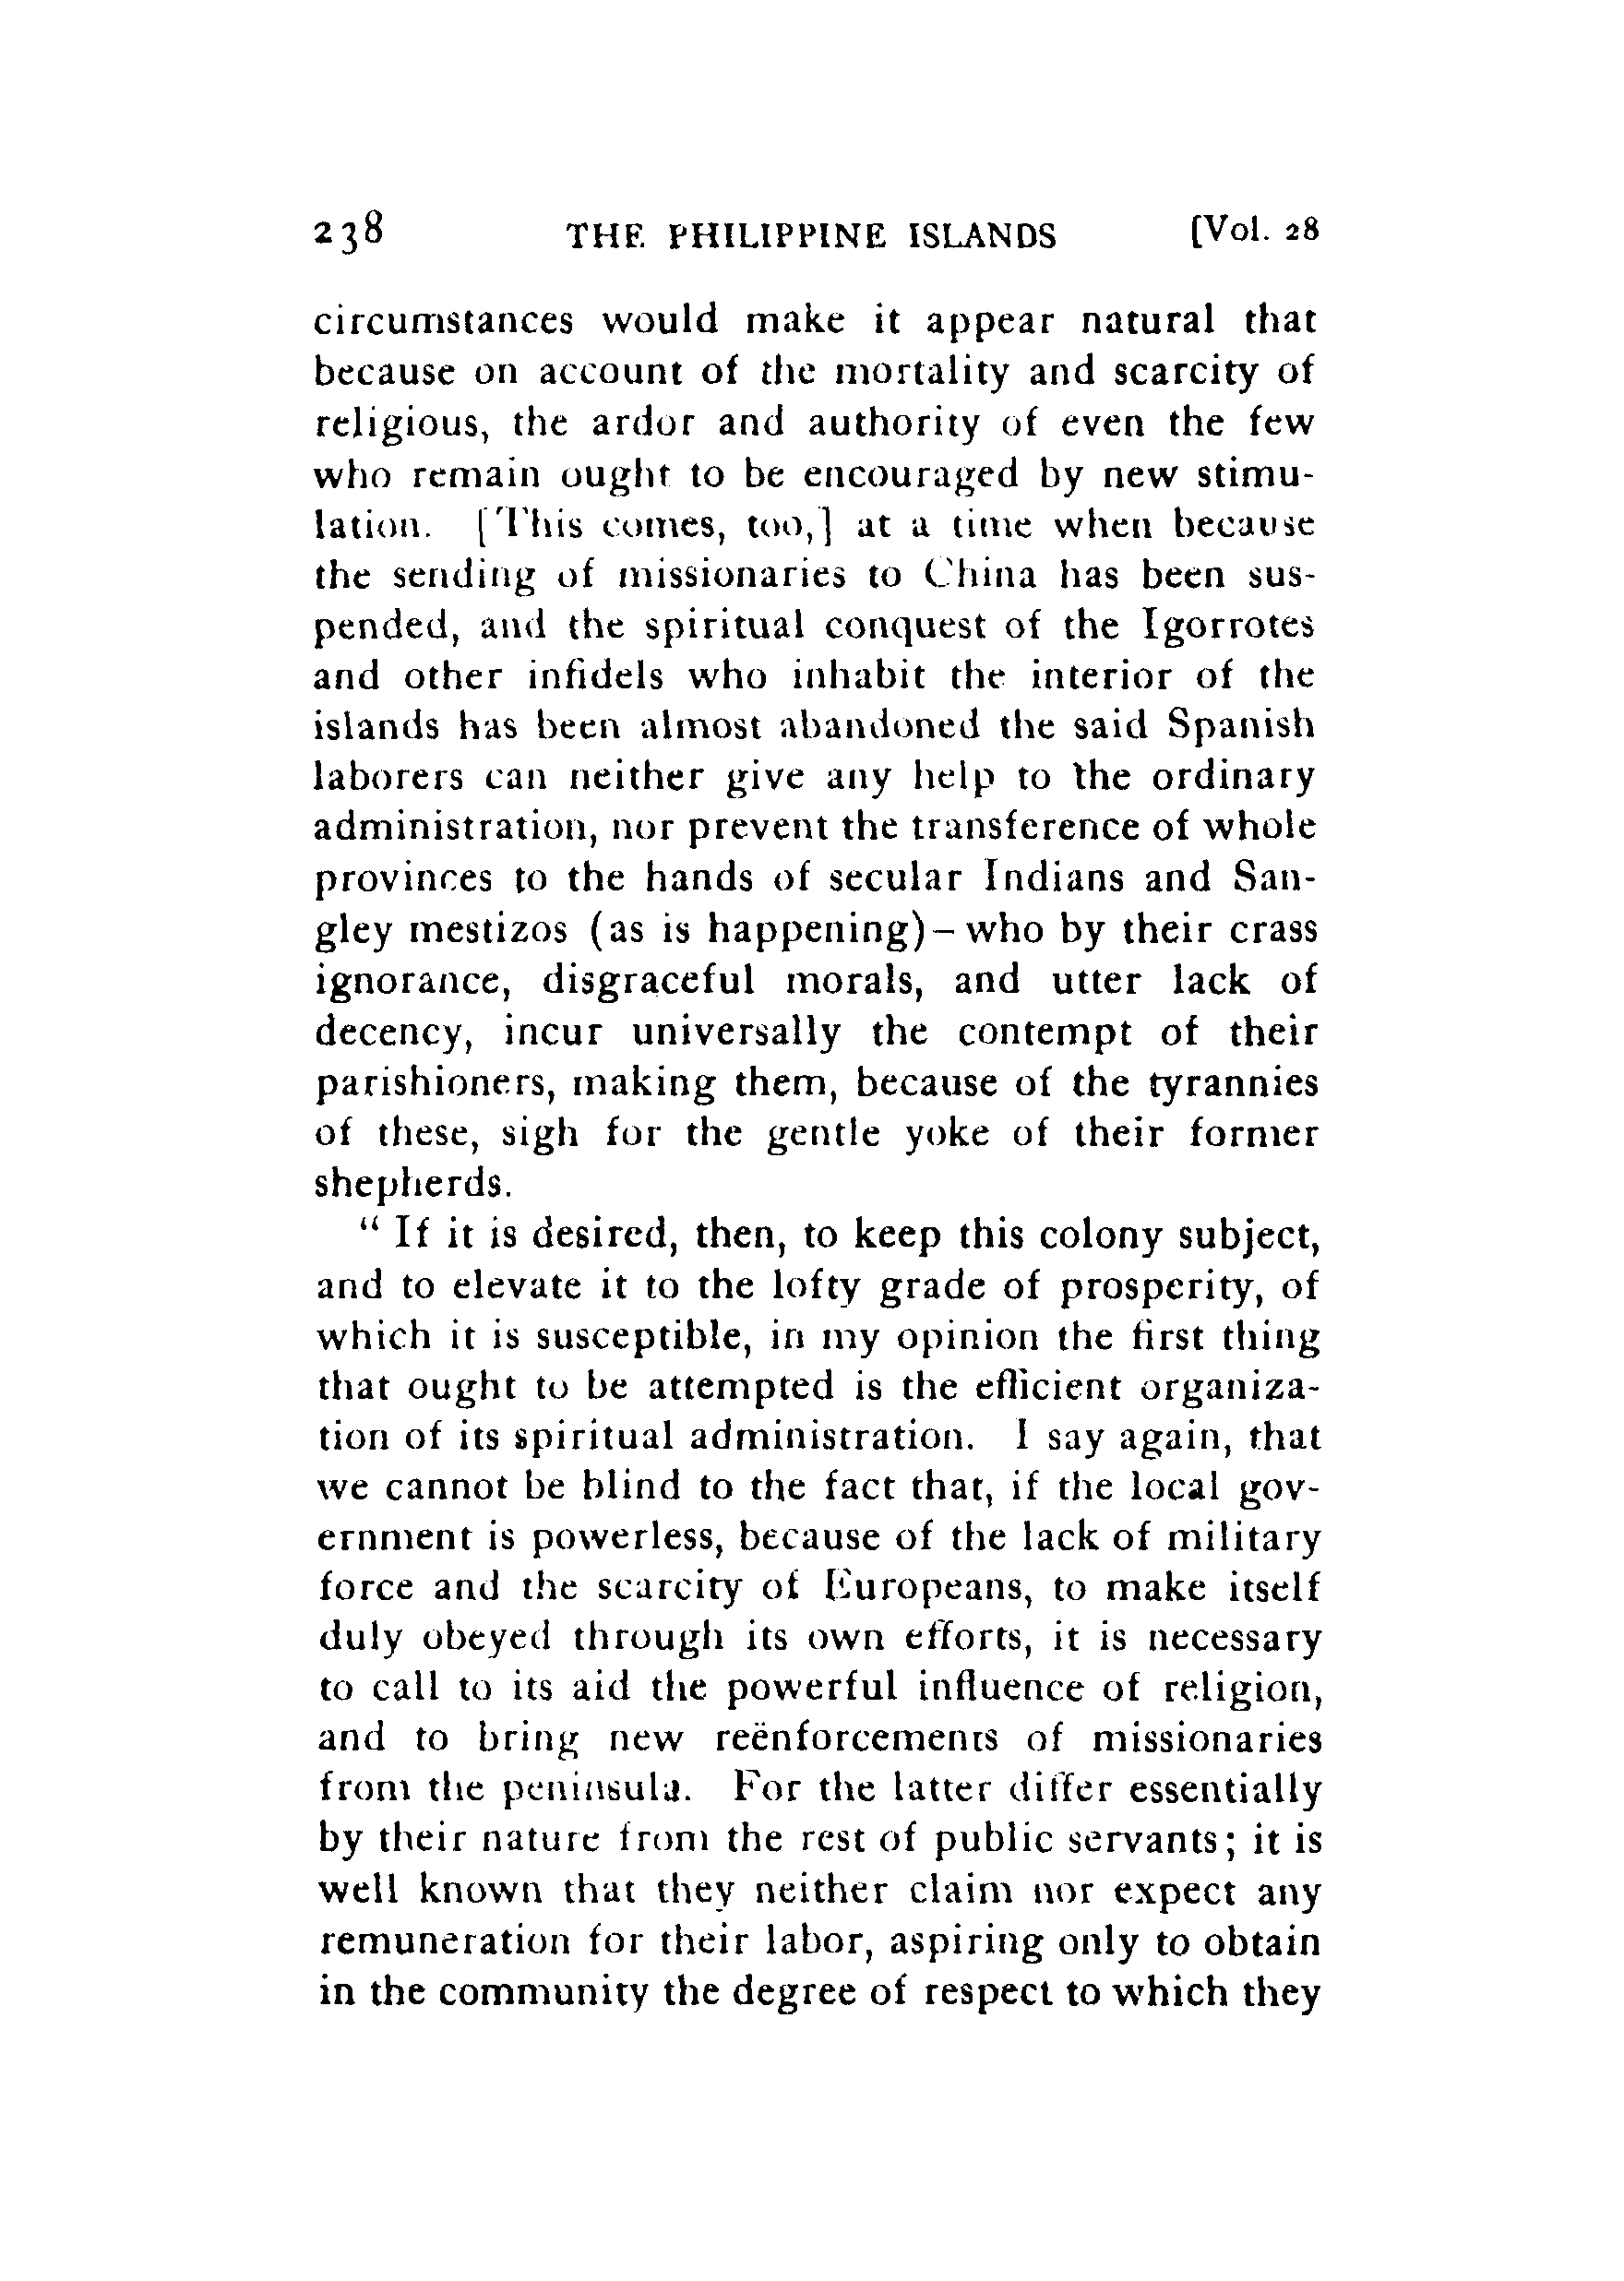 238 THE PHILIPPINE ISLANDS [Vol. 28
circumstances would make it appear natural that
because on account of the mortality and scarcity of
religious, the ardor and authority of even the few
who remain ought to be encouraged by new stimu-
lation. [This comes, too,] at a time when because
the sending of missionaries to China has been sus-
pended, and the spiritual conquest of the Igorrotes
and other infidels who inhabit the interior of the
islands has been almost abandoned the said Spanish
laborers can neither give any help to the ordinary
administration, nor prevent the transference of whole
provinces to the hands of secular Indians and San-
gley mestizos (as is happening)– who by their crass
ignorance, disgraceful morals, and utter lack of
decency, incur universally the contempt of their
parishioners, making them, because of the tyrannies
of these, sigh for the gentle yoke of their former
shepherds.
“ If it is desired, then, to keep this colony subject,
and to elevate it to the lofty grade of prosperity, of
which it is susceptible, in my opinion the first thing
that ought to be attempted is the efficient organiza-
tion of its spiritual administration. I say again, that
we cannot be blind to the fact that, if the local gov-
ernment is powerless, because of the lack of military
force and the scarcity of Europeans, to make itself
duly obeyed through its own efforts, it is necessary
to call to its aid the powerful influence of religion,
and to bring new reënforcements of missionaries
from the peninsula. For the latter differ essentially
by their nature from the rest of public servants; it is
well known that they neither claim nor expect any
remuneration for their labor, aspiring only to obtain
in the community the degree of respect to which they